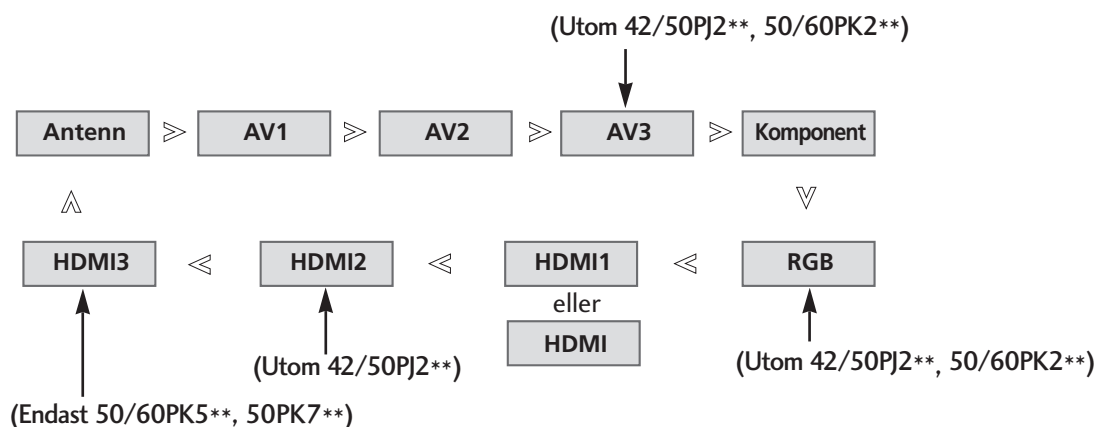 (Utom 42/50PJ2**, 50/60PK2**)
Antenn
AV1
AV2
AV3
Komponent
HDMI3
HDMI2
HDMI1
RGB
eller
HDMI
(Utom 42/50PJ2**)
(Utom 42/50PJ2**, 50/60PK2**)
(Endast 50/60PK5**, 50PK7**)